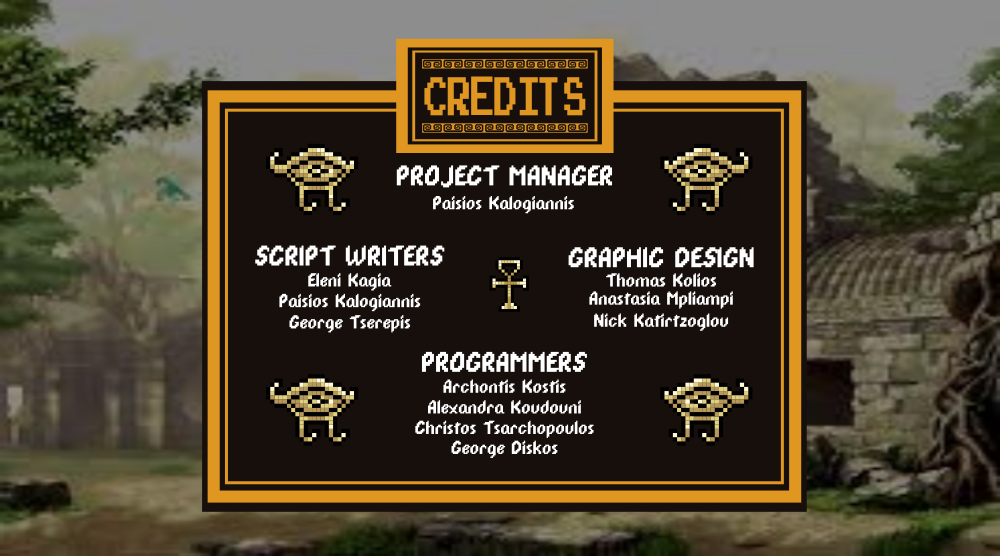 CREDITS
PROJECT MANAGER
Paisios Kalogiannis
SCRIPT WRITERS
Eleni Kagia
Paisios Kalogiannis
George Tserepis
GRAPHIC DESIGN
Thomas Kolios
Anastasia Mpliampi
Nick Kafirtzoglou
PROGRAMMERS
Archontis Kostis
Alexandra Koudouni
Christos Tsarchopoulos
George Diskos